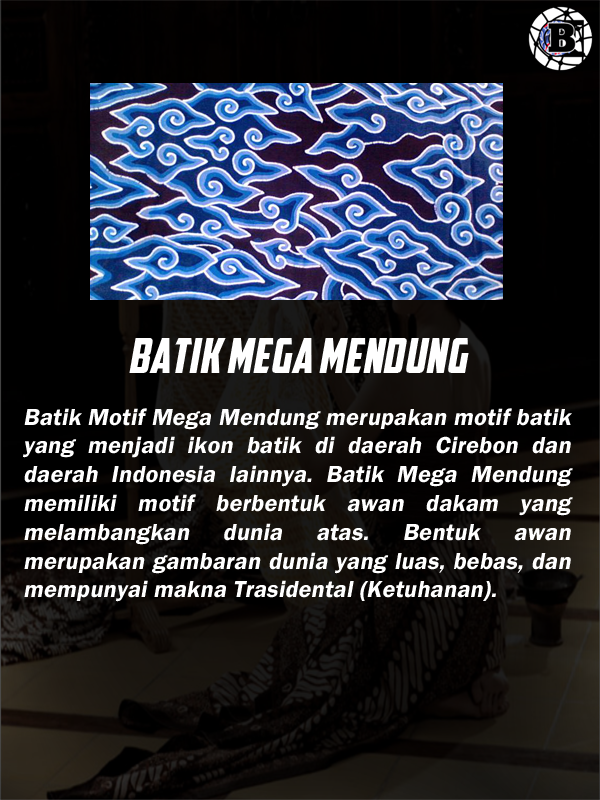 B
BATIK MEGA MENDUNG
Batik Motif Mega Mendung merupakan motif batik
yang menjadi ikon batik di daerah Cirebon dan
daerah Indonesia lainnya. Batik Mega Mendung
memiliki motif berbentuk awan dakam yang
melambangkan dunia atas. Bentuk awan
merupakan gambaran dunia yang luas, bebas, dan
mempunyai makna Trasidental (Ketuhanan).